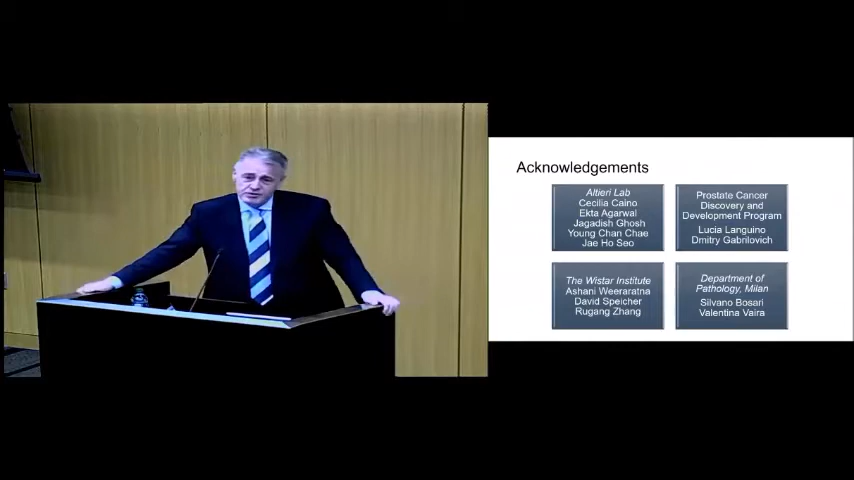 Acknowledgements
Altieri Lab
Cecilia Caino
Ekta Agarwal
Jagadish Ghosh
Young Chan Chae
Jae Ho Seo
Prostate Cancer
Discovery and
Development Program
Lucia Languino
Dmitry Gabrilovich
The Wistar Institute
Ashani Weeraratna
David Speicher
Rugang Zhang
Department of
Pathology, Milan
Silvano Bosari
Valentina Vaira